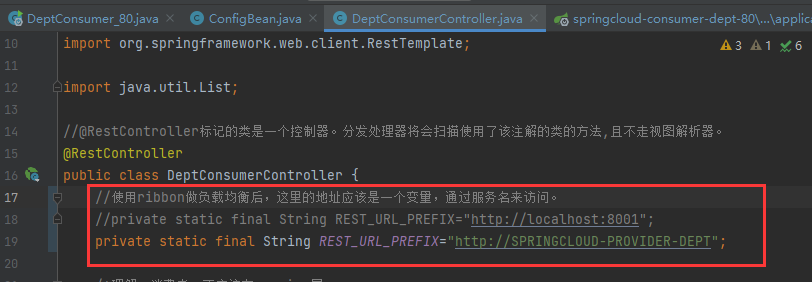 DeptConsumer_80.java
ConfigBean.java
DeptConsumerController.java
springcloud-consumer-dept-80\...\applic
10 import org.springframework.web.client.RestTemplate;
3 1 6
11
12 import java.util.List;
13
14 //@RestController标记的类是一个控制器。分发处理器将会扫描使用了该注解的类的方法,且不走视图解析器。
15 @RestController
16 public class DeptConsumerController {
17 //使用ribbon做负载均衡后，这里的地址应该是一个变量，通过服务名来访问。
18 //private static final String REST_URL_PREFIX="http://localhost:8001";
19 private static final String REST_URL_PREFIX="http://SPRINGCLOUD-PROVIDER-DEPT";
20